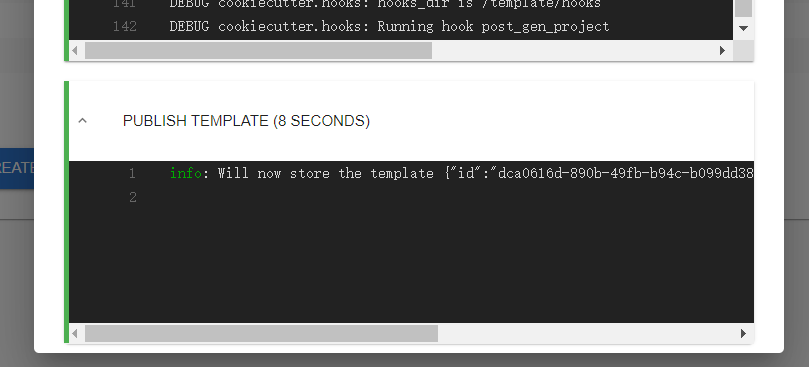 141 DEBUG cookiecutter.hooks: hooks_dir is /template/hooks
142 DEBUG cookiecutter.hooks: Running hook post_gen_project
PUBLISH TEMPLATE (8 SECONDS)
REATE
1 info: Will now store the template {"id":"dca0616d-890b-49fb-b94c-b099dd38
2